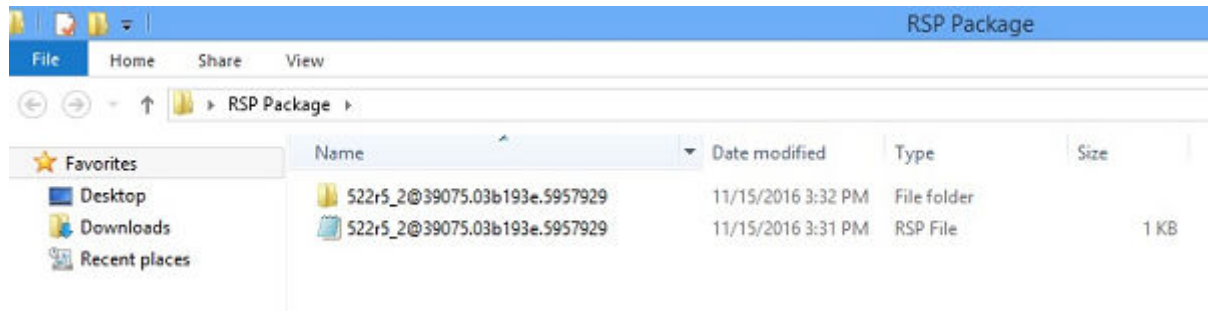 RSP Package
File Home Share View
RSP Package
Favorites
Desktop
Downloads
Recent places
Name Date modified Type Size
522r5_2@39075.03b193e.5957929 11/15/2016 3:32 PM File folder
522r5_2@39075.03b193e.5957929 11/15/2016 3:31 PM RSP File 1 KB